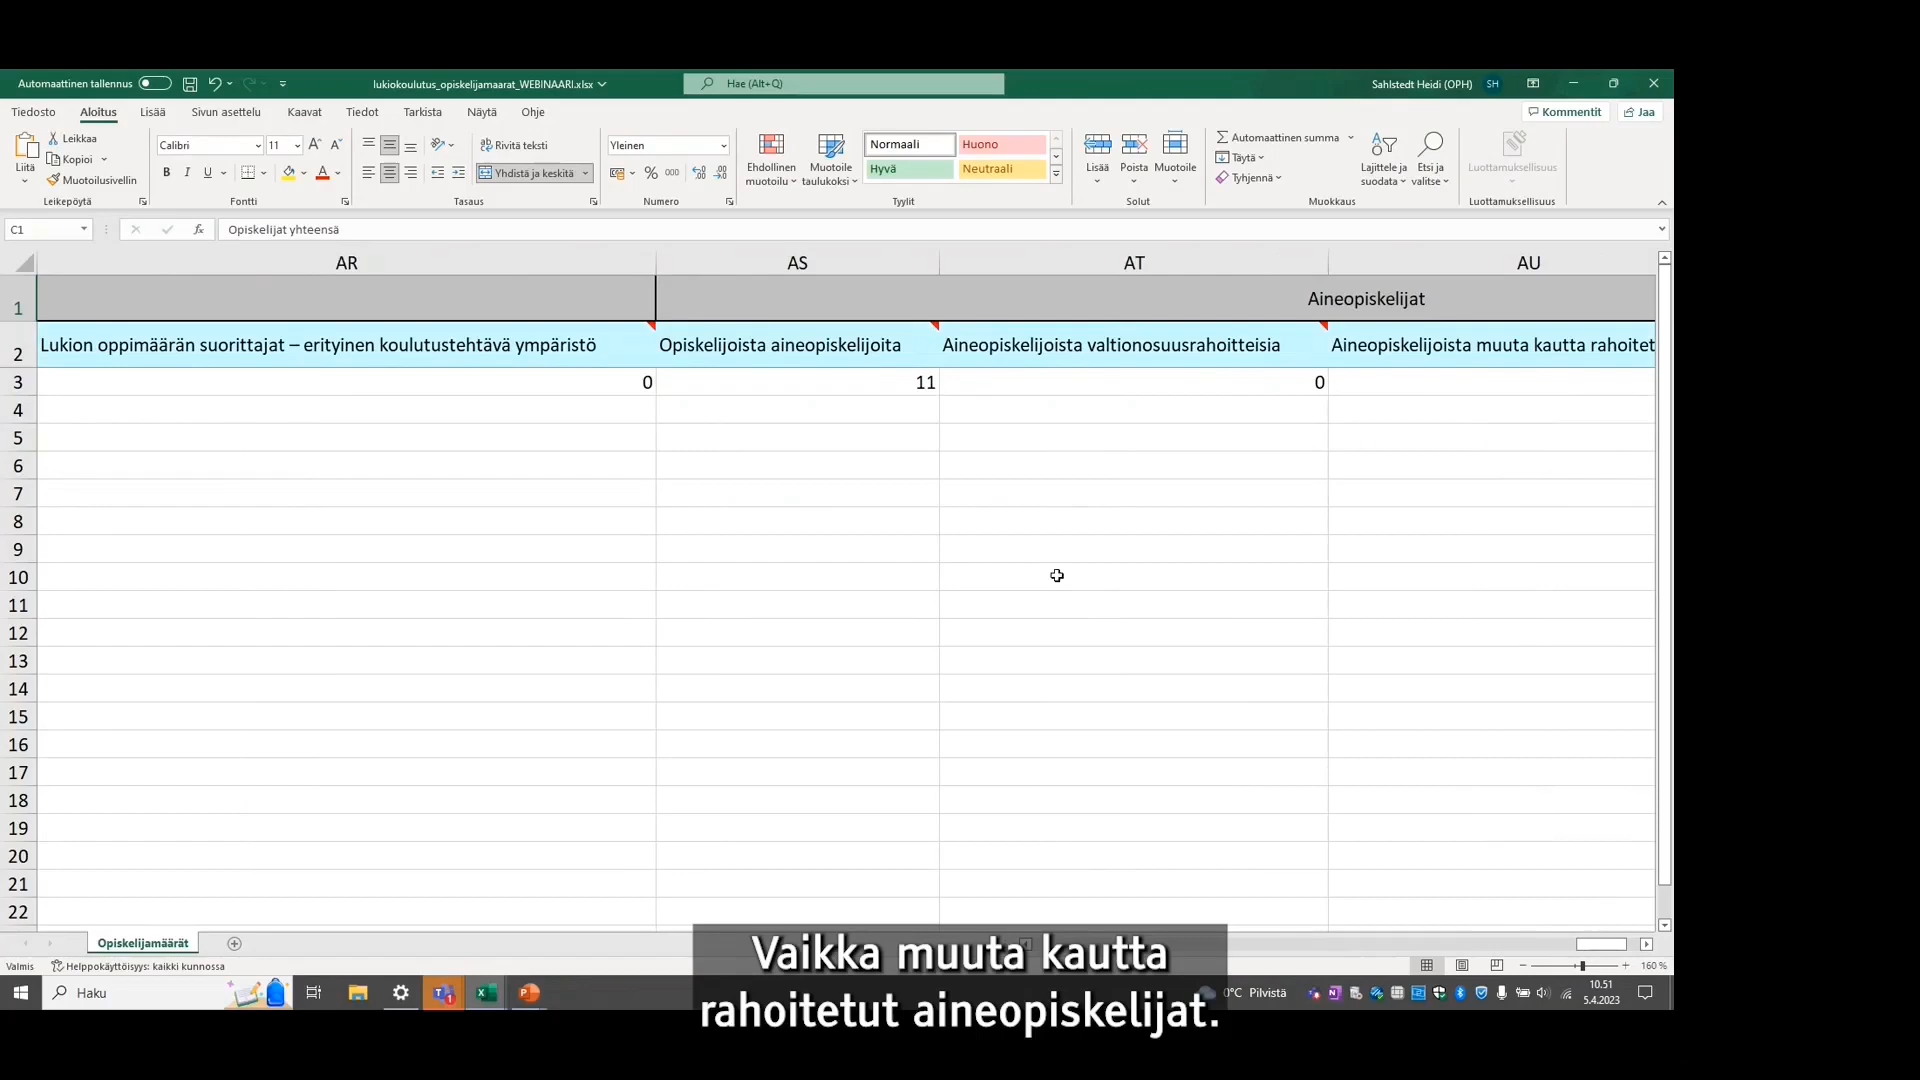 Automaattinen tallennus
lukiokoulutus_opiskelijamaarat_WEBINAARI.xlsx
Hae (Alt+Q)
Sahlstedt Heidi (OPH) SH
Tiedosto Aloitus Lisää Sivun asettelu Kaavat Tiedot Tarkista Näytä Ohje
Kommentit Jaa
Liitä
Leikkaa
Kopioi
Muotoilusivellin
Leikepöytä
Calibri 11
B I U
Fontti
Rivitä teksti
Yhdistä ja keskitä
Tasaus
Yleinen
% 000
Numero
Ehdollinen muotoilu
Muotoile taulukoksi
Normaali Huono
Hyvä Neutraali
Tyylit
Lisää Poista Muotoile
Solut
Automaattinen summa
Täytä
Tyhjennä
Lajittele ja suodata
Etsi ja valitse
Muokkaus
Luottamuksellisuus
Luottamuksellisuus
C1 fx Opiskelijat yhteensä
AR AS AT AU
1 Aineopiskelijat
2 Lukion oppimäärän suorittajat – erityinen koulutustehtävä ympäristö Opiskelijoista aineopiskelijoita Aineopiskelijoista valtionosuusrahoitteisia Aineopiskelijoista muuta kautta rahoitet
3 0 11 0
4
5
6
7
8
9
10
11
12
13
14
15
16
17
18
19
20
21
22
Opiskelijamäärät
Valmis Helppokäyttöisyys: kaikki kunnossa
160 %
Haku
0°C Pilvistä
10.51
5.4.2023
Vaikka muuta kautta
rahoitetut aineopiskelijat.